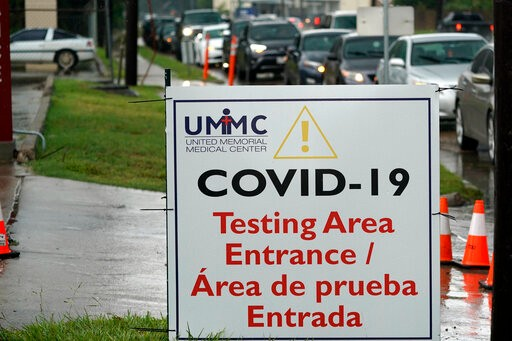 UMMC
UNITED MEMORIAL
MEDICAL CENTER
!
COVID-19
Testing Area
Entrance /
Área de prueba
Entrada